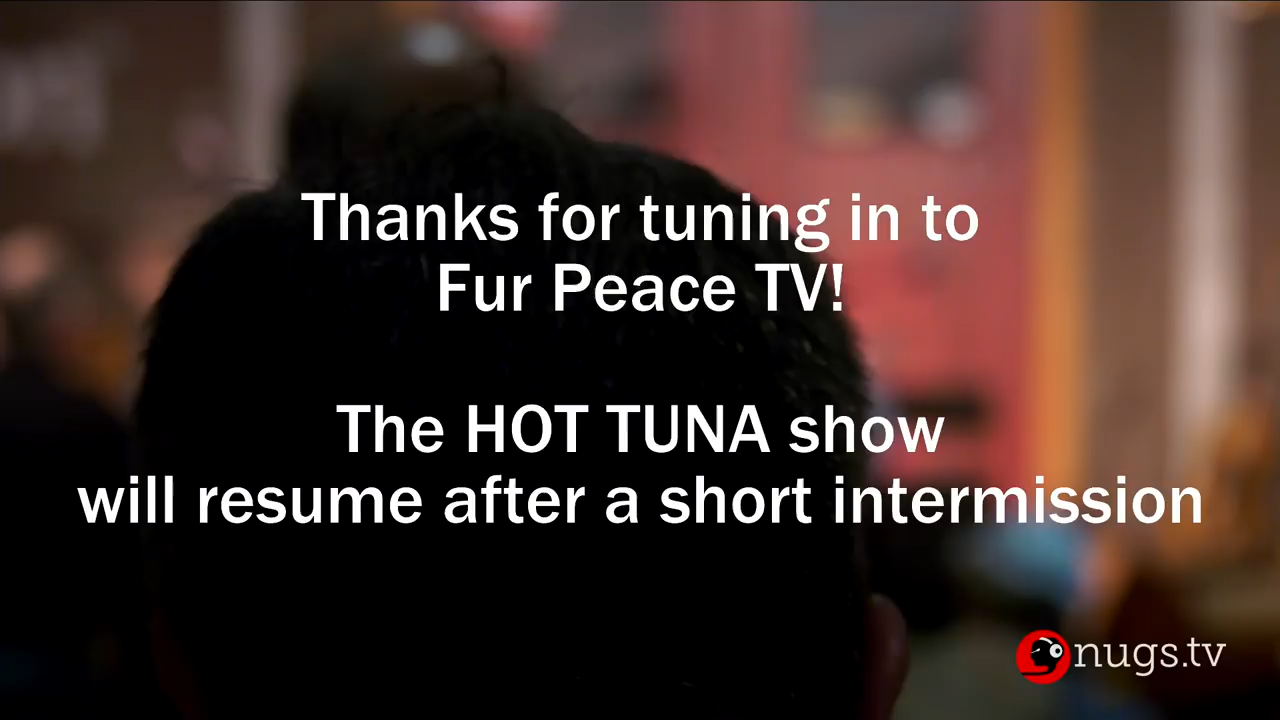 Thanks for tuning in to
Fur Peace TV!
The HOT TUNA show
will resume after a short intermission
nugs.tv